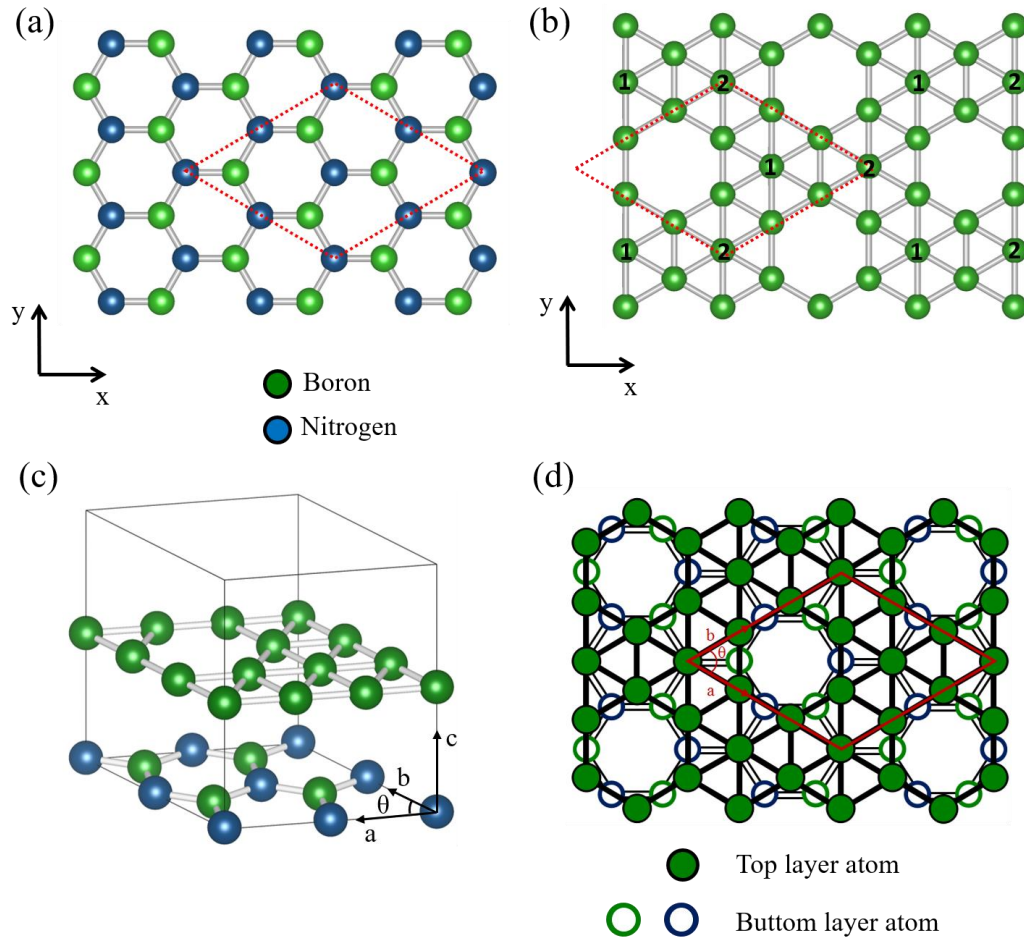 (a)
(b)
1 2 1 2
1 2
1 2 1 2
y
x
y
x
Boron
Nitrogen
(c)
(d)
c
b
θ
a
b
θ
a
Top layer atom
Buttom layer atom